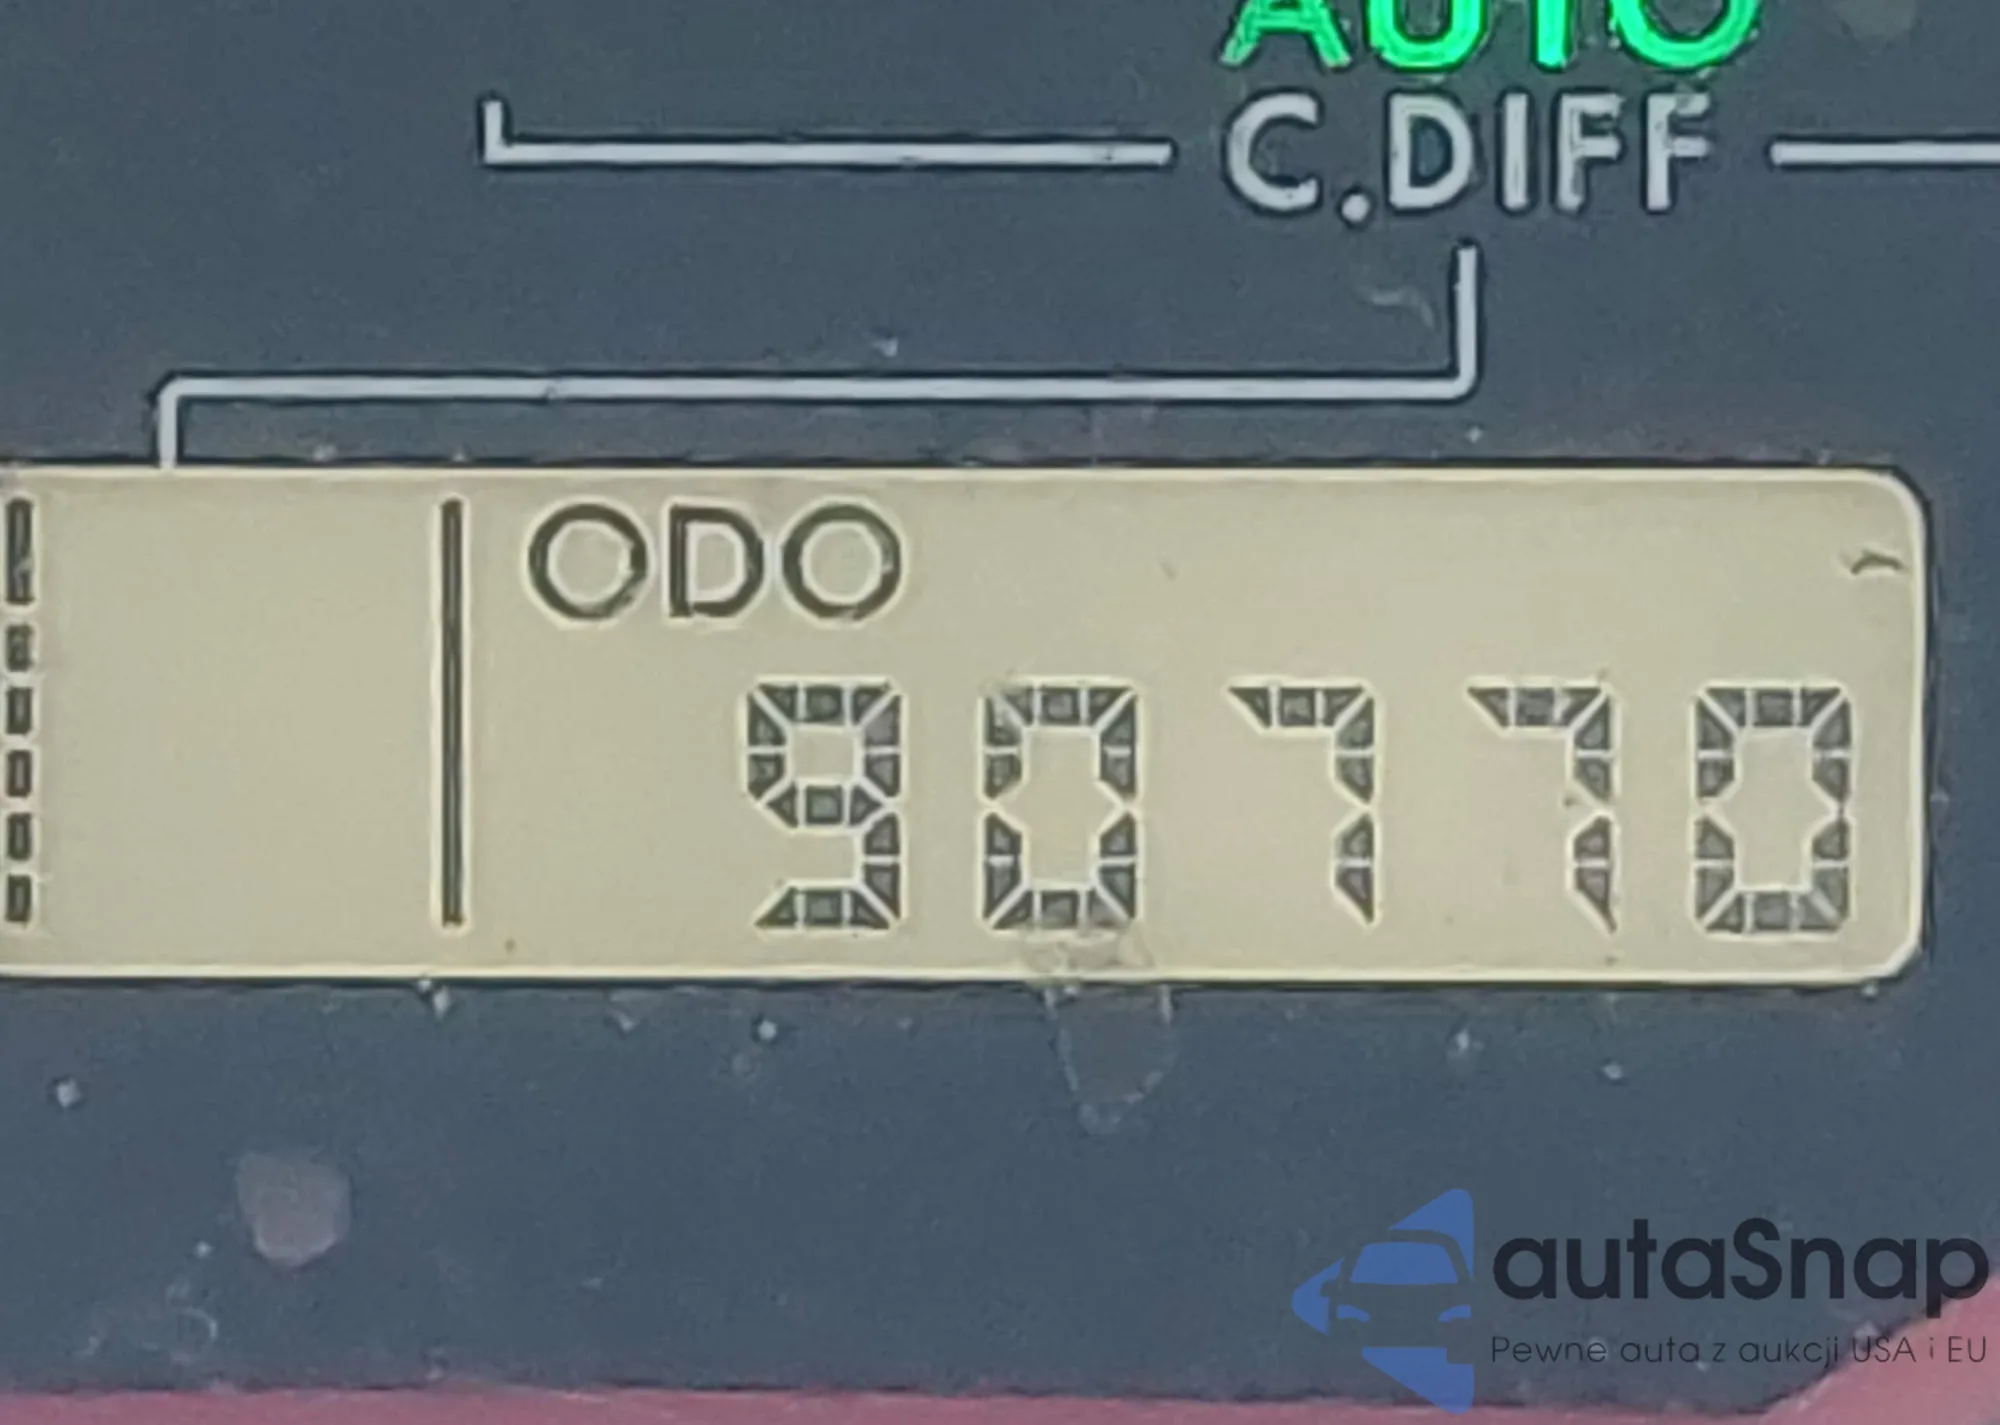 AUTO
C.DIFF
ODO
90770
autaSnap
Pewne auta z aukcji USA i EU